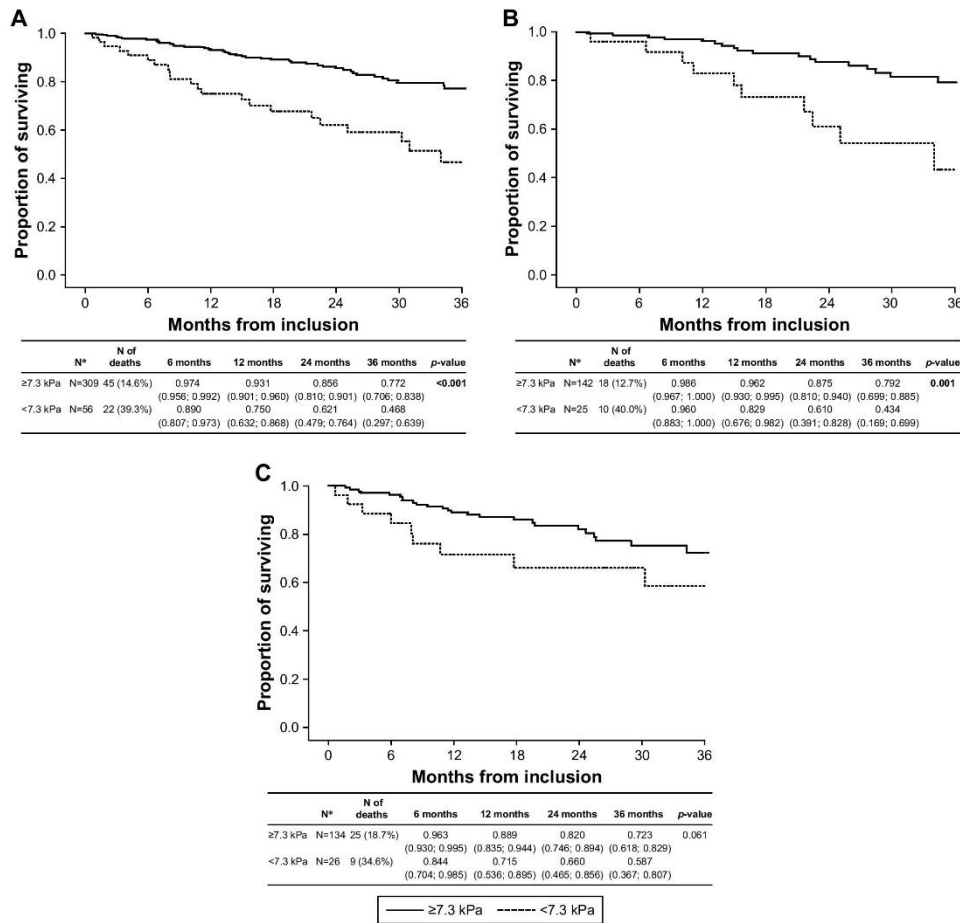 A
Proportion of surviving
1.0
0.8
0.6
0.4
0.2
0.0
0 6 12 18 24 30 36
Months from inclusion
N* N of deaths 6 months 12 months 24 months 36 months p-value
≥7.3 kPa N=309 45 (14.6%) 0.974 0.931 0.856 0.772 <0.001
(0.956; 0.992) (0.901; 0.960) (0.810; 0.901) (0.706; 0.838)
<7.3 kPa N=56 22 (39.3%) 0.890 0.750 0.621 0.468
(0.807; 0.973) (0.632; 0.868) (0.479; 0.764) (0.297; 0.639)
B
Proportion of surviving
1.0
0.8
0.6
0.4
0.2
0.0
0 6 12 18 24 30 36
Months from inclusion
N* N of deaths 6 months 12 months 24 months 36 months p-value
≥7.3 kPa N=142 18 (12.7%) 0.986 0.962 0.875 0.792 0.001
(0.967; 1.000) (0.930; 0.995) (0.810; 0.940) (0.699; 0.885)
<7.3 kPa N=25 10 (40.0%) 0.960 0.829 0.610 0.434
(0.883; 1.000) (0.676; 0.982) (0.391; 0.828) (0.169; 0.699)
C
Proportion of surviving
1.0
0.8
0.6
0.4
0.2
0.0
0 6 12 18 24 30 36
Months from inclusion
N* N of deaths 6 months 12 months 24 months 36 months p-value
≥7.3 kPa N=134 25 (18.7%) 0.963 0.889 0.820 0.723 0.061
(0.930; 0.995) (0.835; 0.944) (0.746; 0.894) (0.618; 0.829)
<7.3 kPa N=26 9 (34.6%) 0.844 0.715 0.660 0.587
(0.704; 0.985) (0.536; 0.895) (0.465; 0.856) (0.367; 0.807)
≥7.3 kPa <7.3 kPa